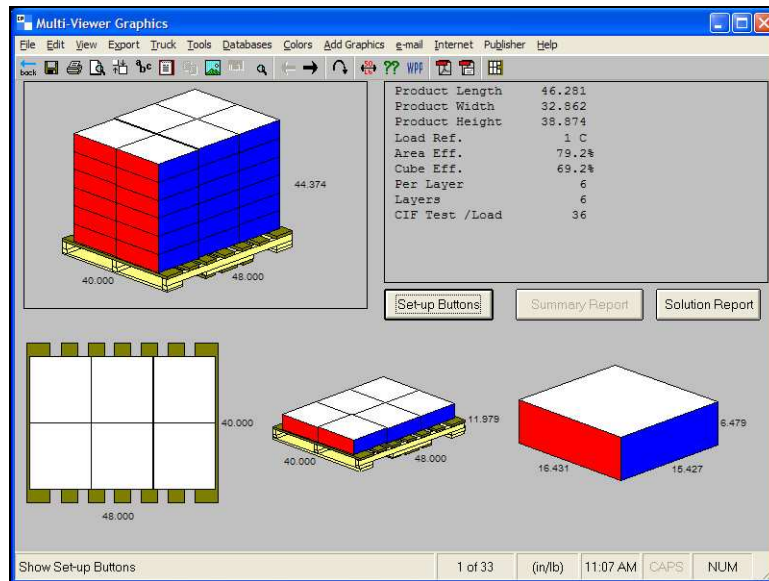 Multi-Viewer Graphics
File Edit View Export Truck Tools Databases Colors Add Graphics e-mail Internet Publisher Help
back abc ?? WPF
Product Length 46.281
Product Width 32.862
Product Height 38.874
Load Ref. 1 C
Area Eff. 79.2%
Cube Eff. 69.2%
Per Layer 6
Layers 6
CIF Test /Load 36
44.374
40.000 48.000
Set-up Buttons Summary Report Solution Report
40.000
48.000
11.979
40.000 48.000
6.479
16.431 15.427
Show Set-up Buttons 1 of 33 (in/lb) 11:07 AM CAPS NUM